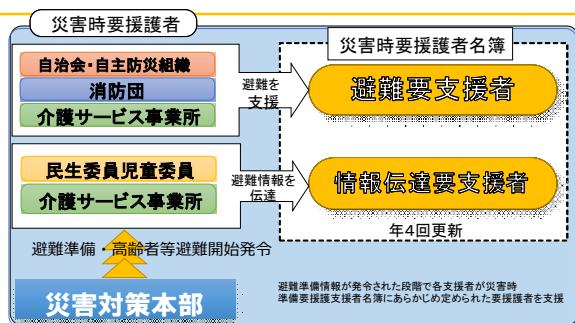 災害時要援護者
災害時要援護者名簿
自治会・自主防災組織
消防団
介護サービス事業所
避難を
支援
避難要支援者
民生委員児童委員
介護サービス事業所
避難情報を
伝達
情報伝達要支援者
年4回更新
避難準備・高齢者等避難開始発令
災害対策本部
避難準備情報が発令された段階で各支援者が災害時
準備要援護支援者名簿にあらかじめ定められた要援護者を支援